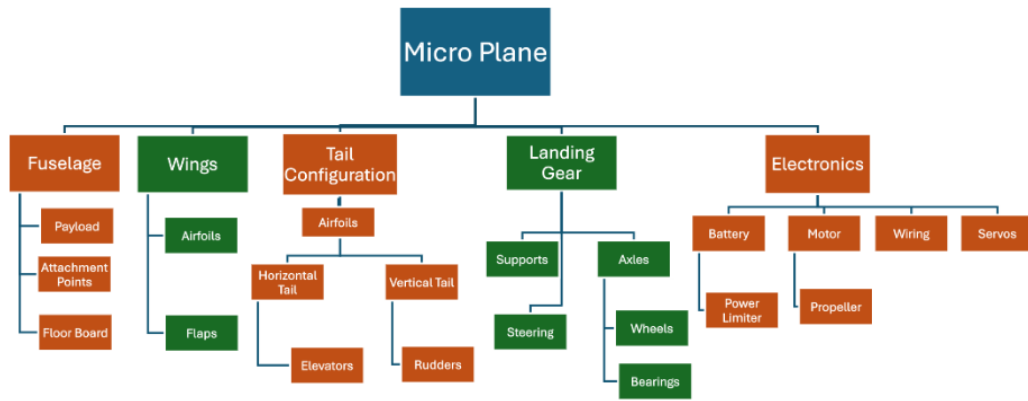 Micro Plane
Fuselage
Wings
Tail
Configuration
Landing
Gear
Electronics
Payload
Attachment
Points
Floor Board
Airfoils
Flaps
Airfoils
Horizontal
Tail
Vertical Tail
Elevators
Rudders
Supports
Axles
Steering
Wheels
Bearings
Battery
Motor
Wiring
Servos
Power
Limiter
Propeller